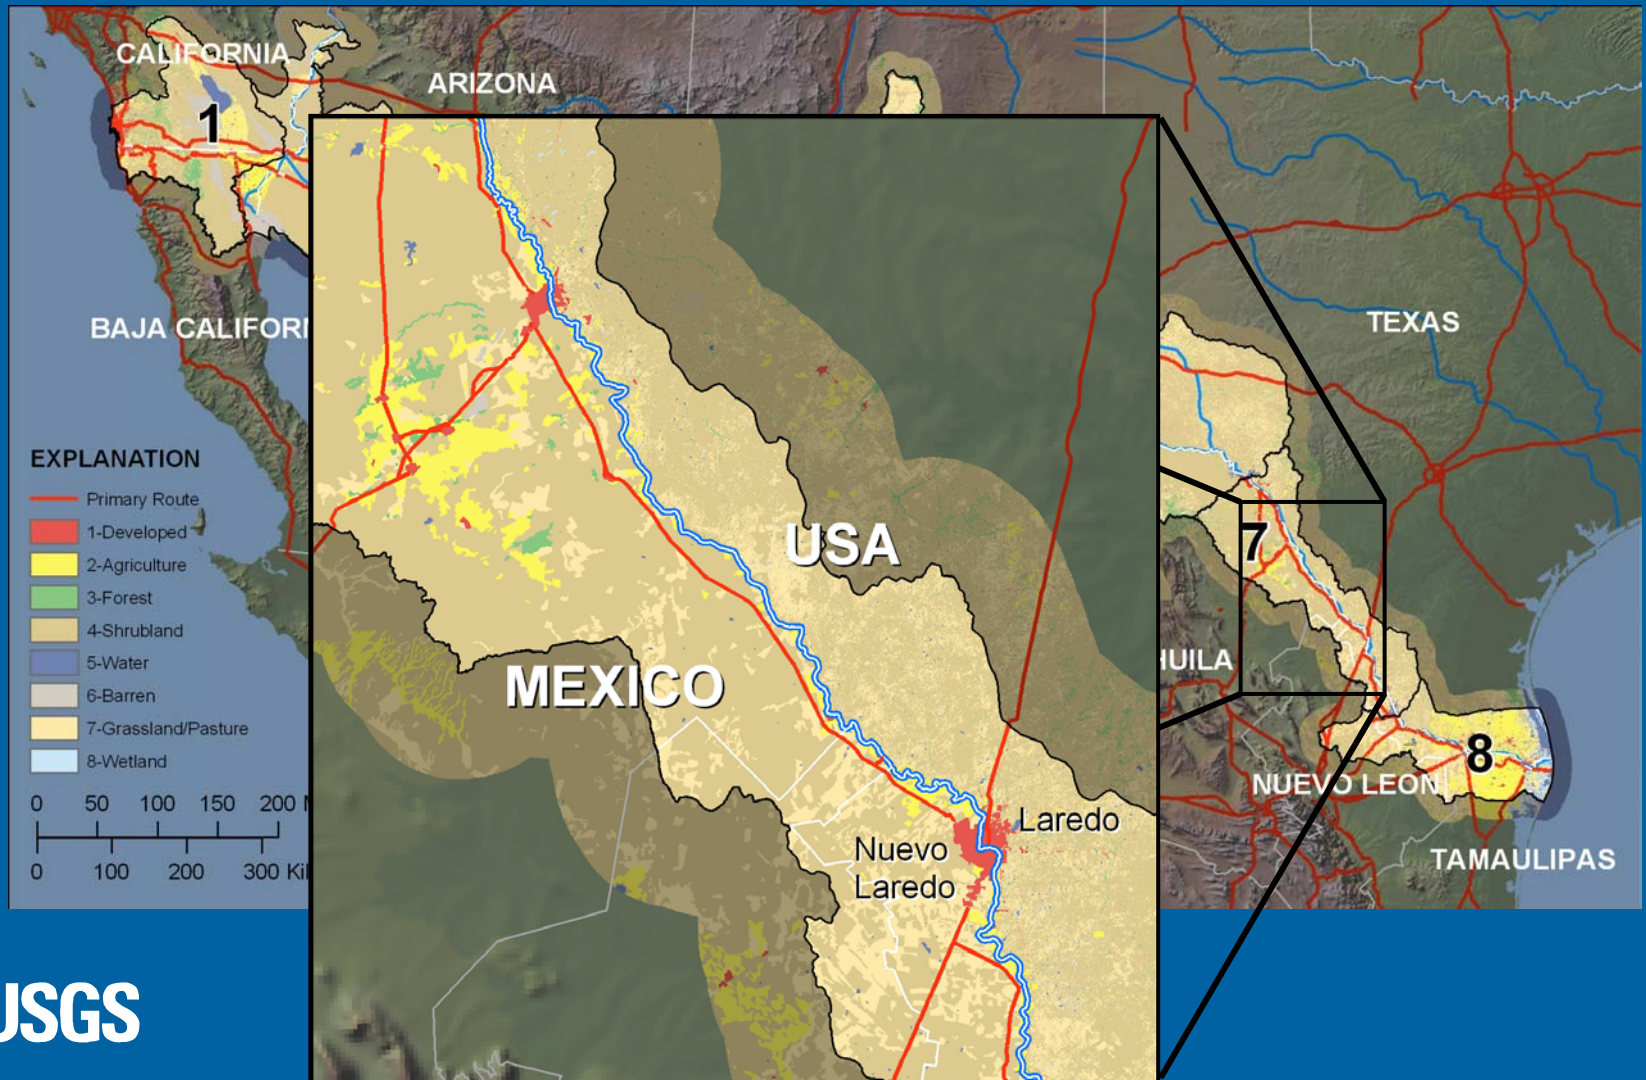 CALIFORNIA
ARIZONA
1
BAJA CALIFOR
TEXAS
EXPLANATION
Primary Route
1-Developed
2-Agriculture
3-Forest
4-Shrubland
5-Water
6-Barren
7-Grassland/Pasture
8-Wetland
0 50 100 150 200 M
0 100 200 300 Kil
USA
MEXICO
Laredo
Nuevo
Laredo
7
HUILA
8
NUEVO LEON
TAMAULIPAS
USGS